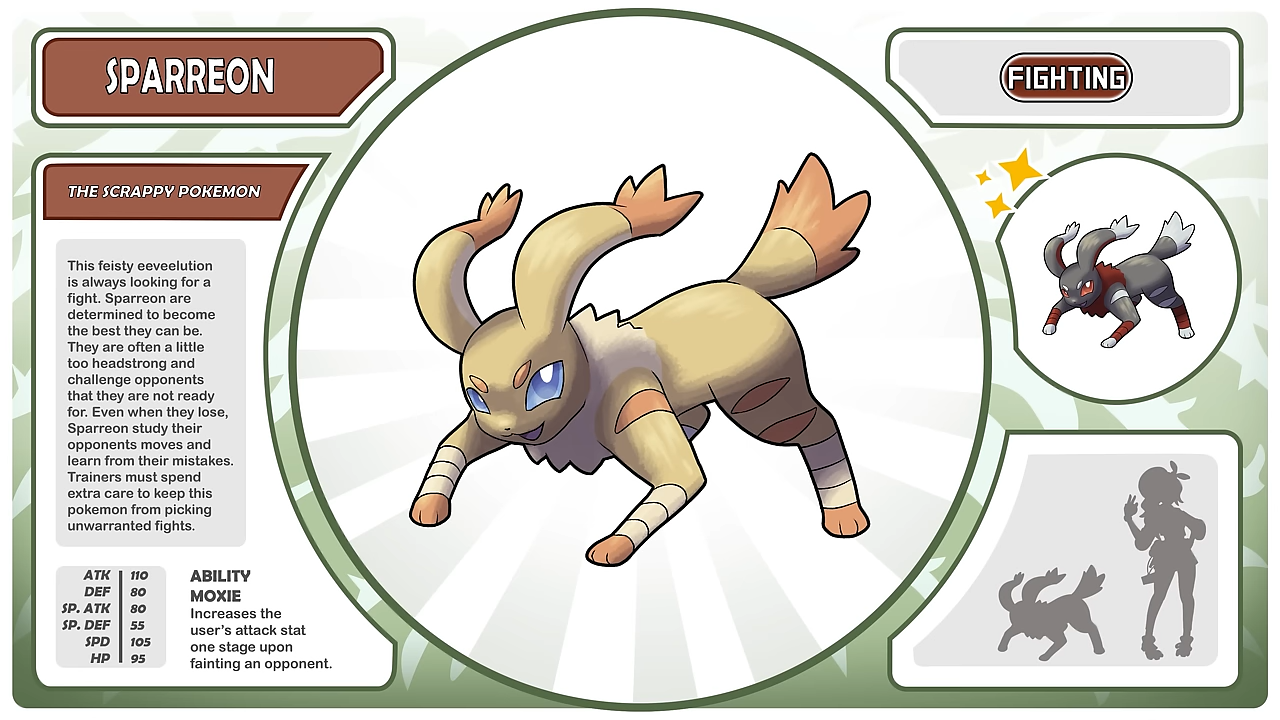 SPARREON
FIGHTING
THE SCRAPPY POKEMON
This feisty eeveelution
is always looking for a
fight. Sparreon are
determined to become
the best they can be.
They are often a little
too headstrong and
challenge opponents
that they are not ready
for. Even when they lose,
Sparreon study their
opponents moves and
learn from their mistakes.
Trainers must spend
extra care to keep this
pokemon from picking
unwarranted fights.
ATK 110
DEF 80
SP. ATK 80
SP. DEF 55
SPD 105
HP 95
ABILITY
MOXIE
Increases the
user's attack stat
one stage upon
fainting an opponent.